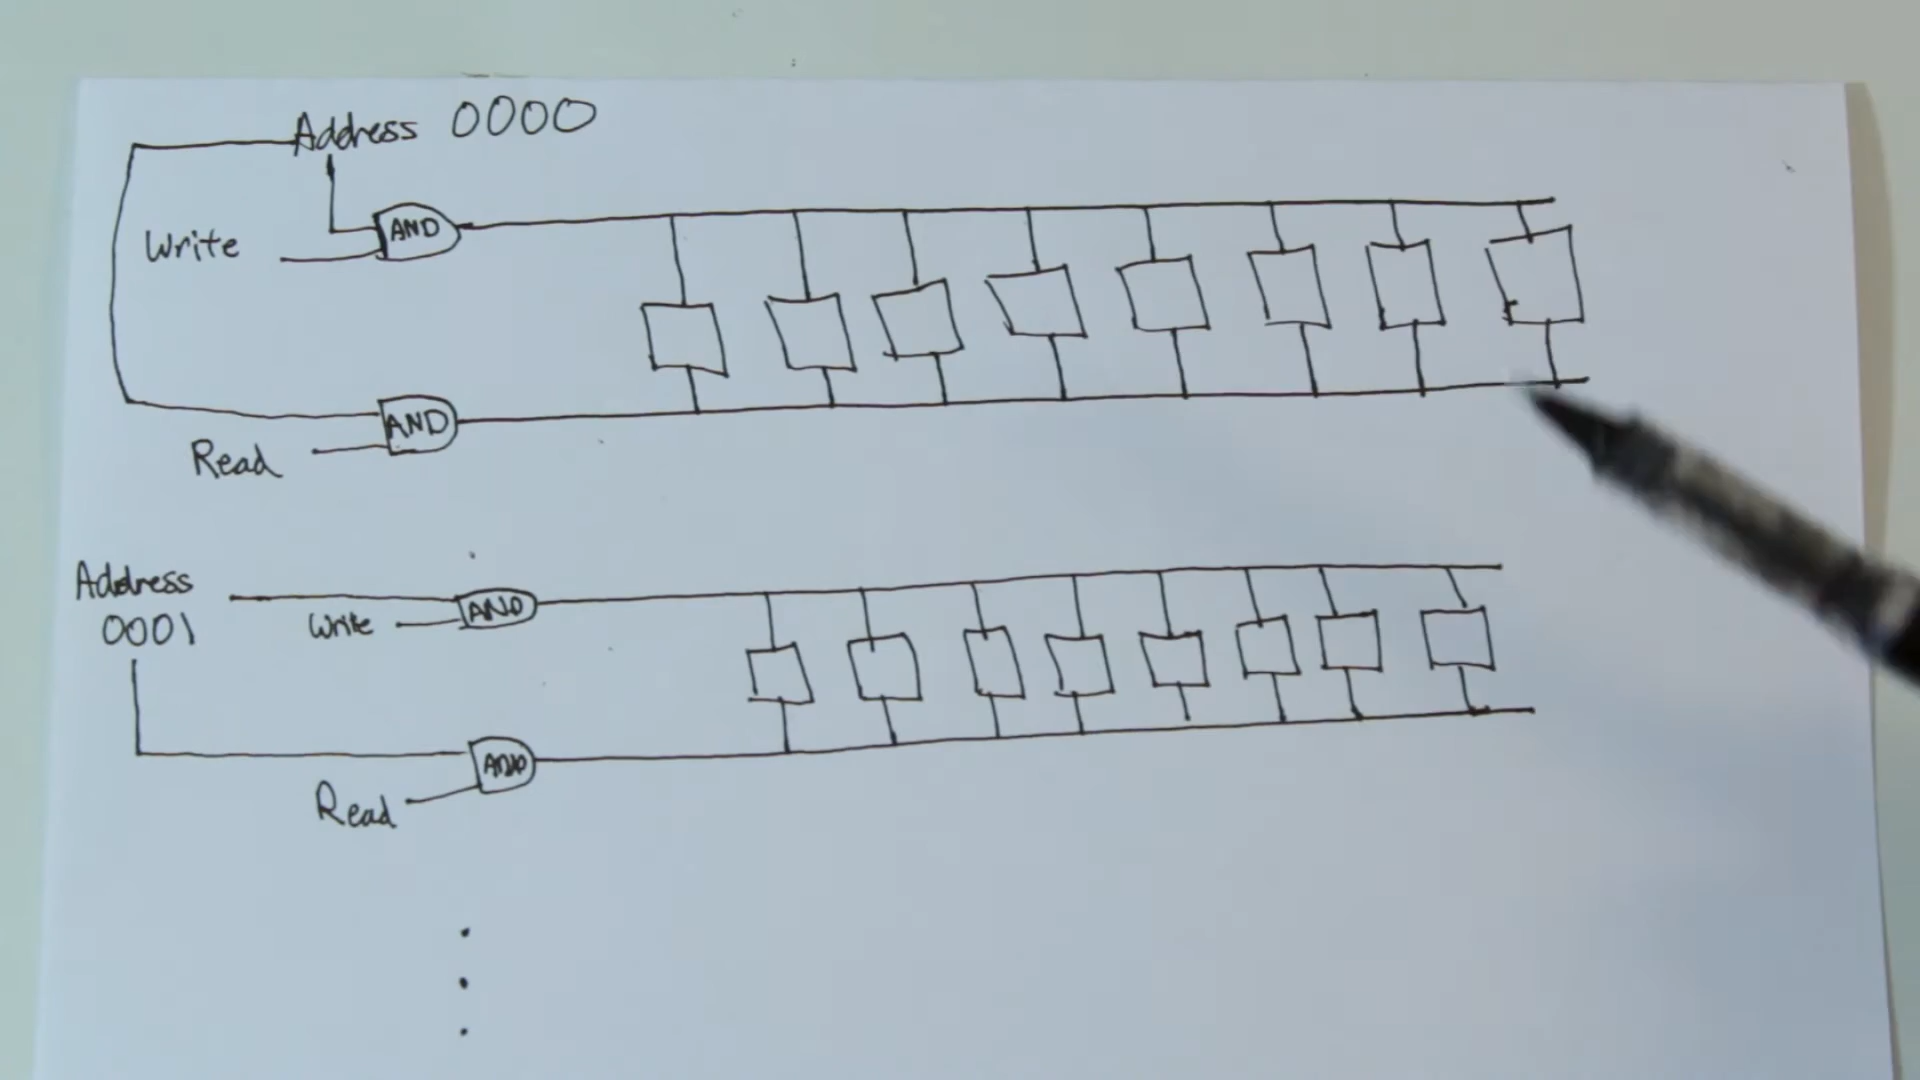 Address 0000
AND
Write
AND
Read
Address
0001
AND
Write
AND
Read